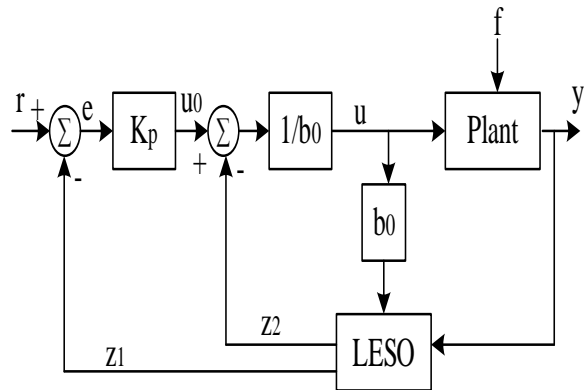 f
r + Σ e Kp u0 Σ 1/b0 u Plant y
- + -
b0
z2 LESO
z1